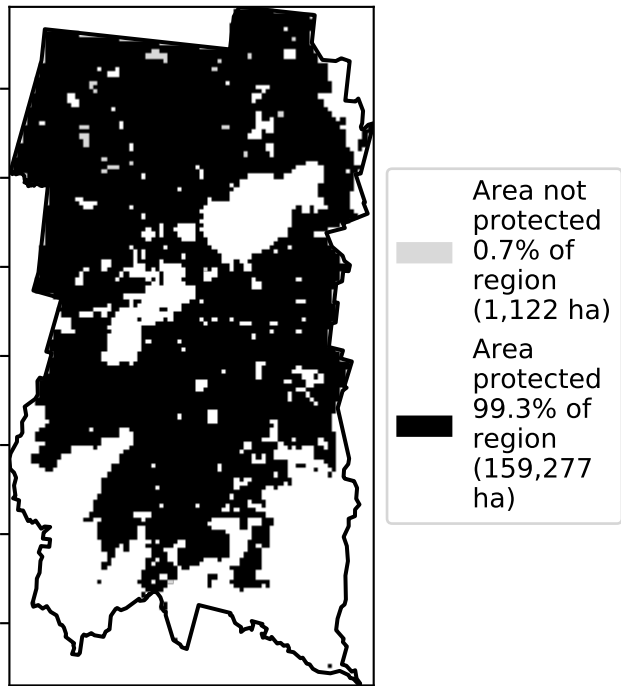 Area not
protected
0.7% of
region
(1,122 ha)
Area
protected
99.3% of
region
(159,277
ha)